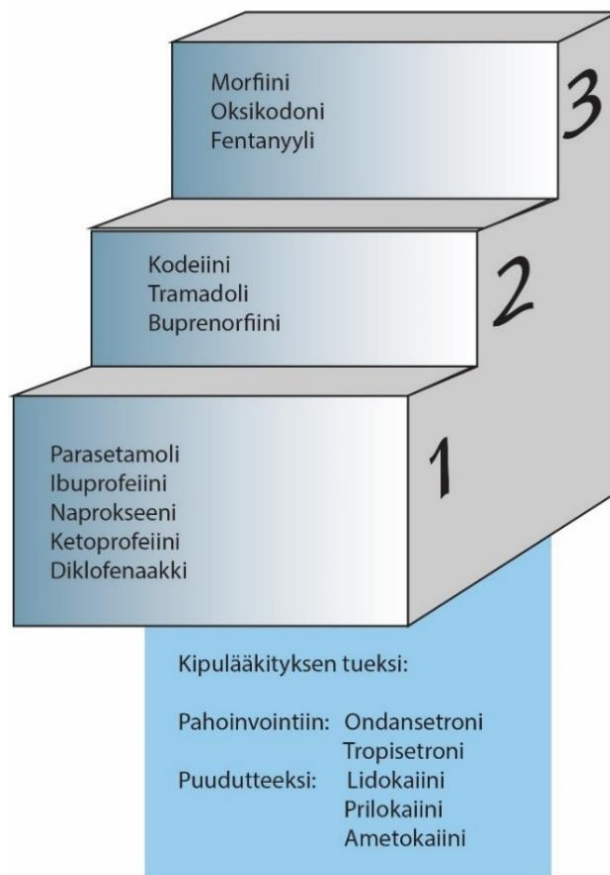 Morfiini
Oksikodoni
Fentanyyli
3
Kodeiini
Tramadoli
Buprenorfiini
2
Parasetamoli
Ibuprofeiini
Naprokseeni
Ketoprofeiini
Diklofenaakki
1
Kipulääkityksen tueksi:
Pahoinvointiin: Ondansetroni
Tropisetroni
Puudutteeksi: Lidokaiini
Prilokaiini
Ametokaiini